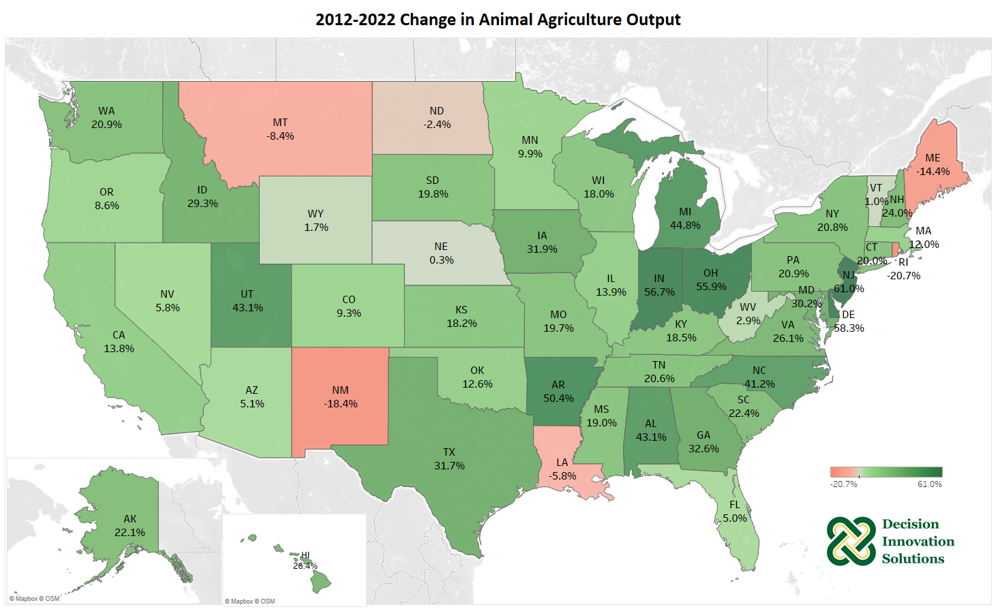 2012-2022 Change in Animal Agriculture Output
WA
20.9%
MT
-8.4%
ND
-2.4%
MN
9.9%
ME
-14.4%
OR
8.6%
ID
29.3%
SD
19.8%
WI
18.0%
VT
1.0%
NH
24.0%
WY
1.7%
MI
44.8%
NY
20.8%
MA
12.0%
NE
0.3%
IA
31.9%
CT
20.0%
RI
-20.7%
PA
20.9%
NV
5.8%
UT
43.1%
CO
9.3%
IL
13.9%
IN
56.7%
OH
55.9%
NJ
61.0%
MD
30.2%
DE
58.3%
WV
2.9%
KS
18.2%
MO
19.7%
KY
18.5%
VA
26.1%
CA
13.8%
OK
12.6%
TN
20.6%
NC
41.2%
AZ
5.1%
NM
-18.4%
AR
50.4%
MS
19.0%
AL
43.1%
GA
32.6%
SC
22.4%
TX
31.7%
LA
-5.8%
FL
5.0%
AK
22.1%
HI
26.4%
-20.7% 61.0%
Decision
Innovation
Solutions
© Mapbox © OSM
© Mapbox © OSM